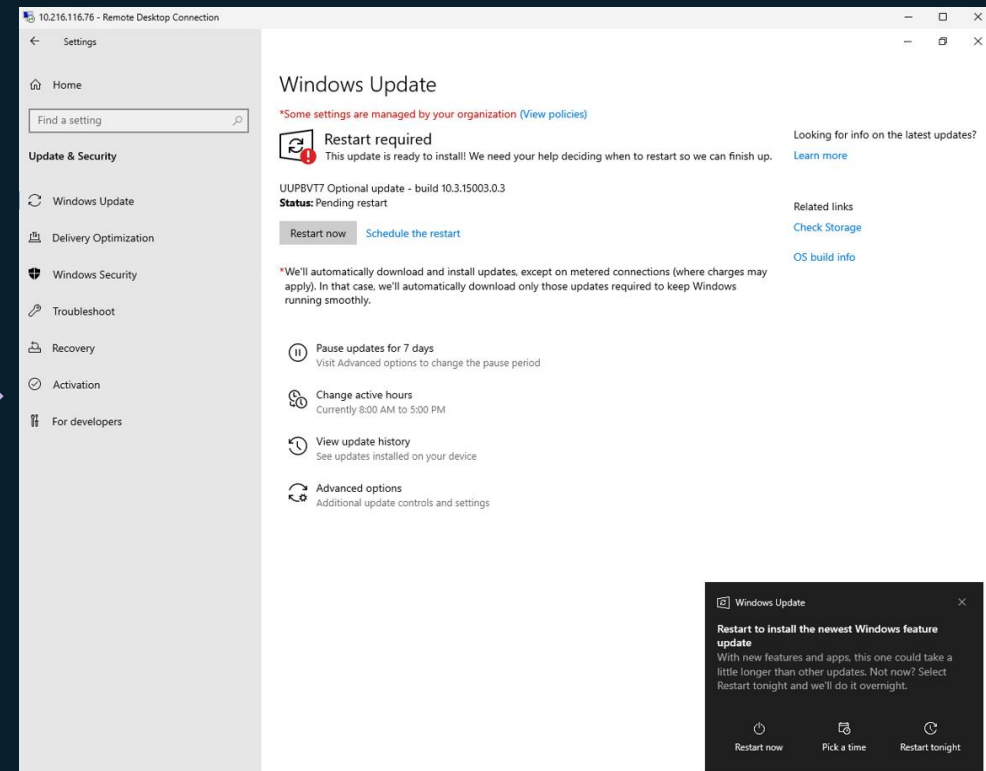 10.216.116.76 - Remote Desktop Connection
Settings
Home
Find a setting
Update & Security
Windows Update
Delivery Optimization
Windows Security
Troubleshoot
Recovery
Activation
For developers
Windows Update
*Some settings are managed by your organization (View policies)
Restart required
This update is ready to install! We need your help deciding when to restart so we can finish up.
UUPBVT7 Optional update - build 10.3.15003.0.3
Status: Pending restart
Restart now Schedule the restart
*We'll automatically download and install updates, except on metered connections (where charges may
apply). In that case, we'll automatically download only those updates required to keep Windows
running smoothly.
Pause updates for 7 days
Visit Advanced options to change the pause period
Change active hours
Currently 8:00 AM to 5:00 PM
View update history
See updates installed on your device
Advanced options
Additional update controls and settings
Looking for info on the latest updates?
Learn more
Related links
Check Storage
OS build info
Windows Update
Restart to install the newest Windows feature
update
With new features and apps, this one could take a
little longer than other updates. Not now? Select
Restart tonight and we'll do it overnight.
Restart now Pick a time Restart tonight